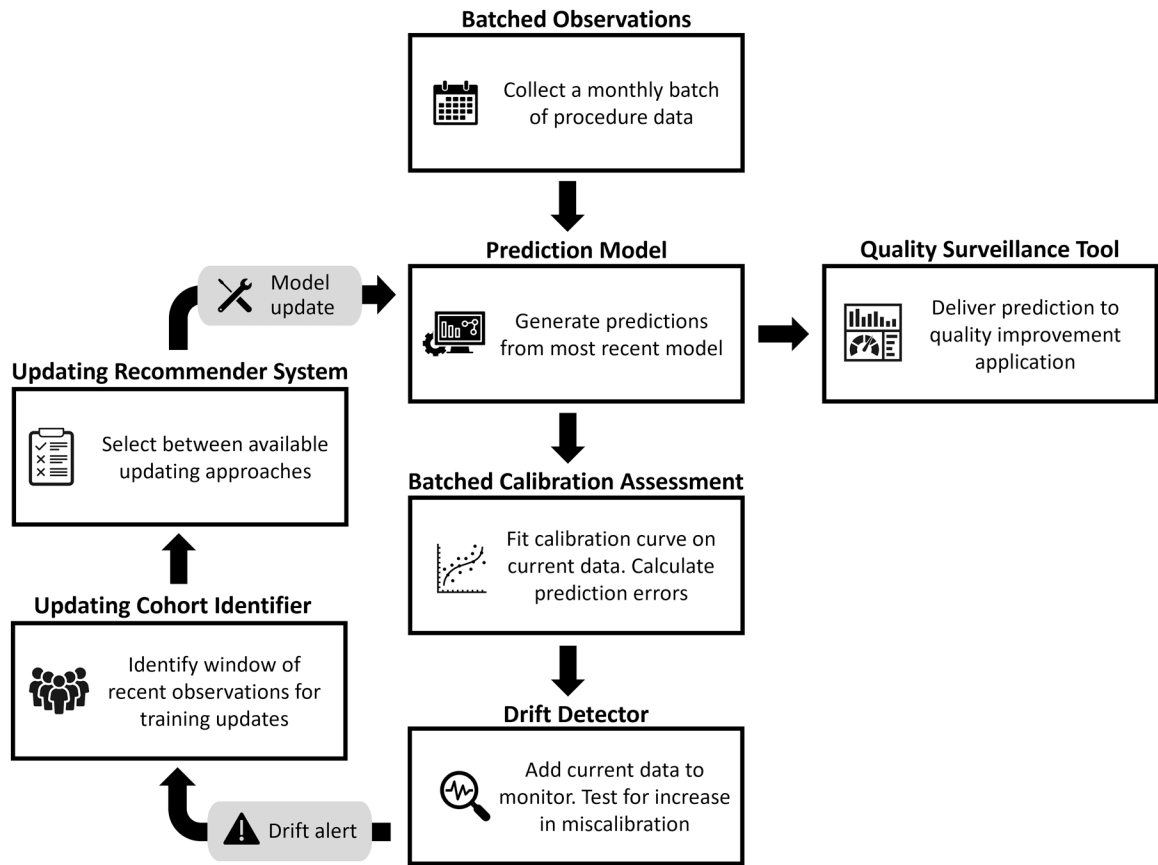 Batched Observations
Collect a monthly batch
of procedure data
Prediction Model
Generate predictions
from most recent model
Quality Surveillance Tool
Deliver prediction to
quality improvement
application
Batched Calibration Assessment
Fit calibration curve on
current data. Calculate
prediction errors
Drift Detector
Add current data to
monitor. Test for increase
in miscalibration
Drift alert
Updating Cohort Identifier
Identify window of
recent observations for
training updates
Updating Recommender System
Select between available
updating approaches
Model
update